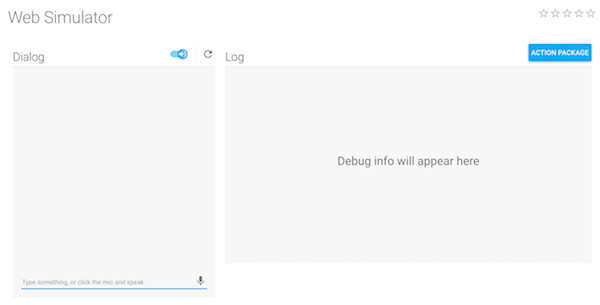 Web Simulator
Dialog
Log
ACTION PACKAGE
Debug info will appear here
Type something, or click the mic and speak